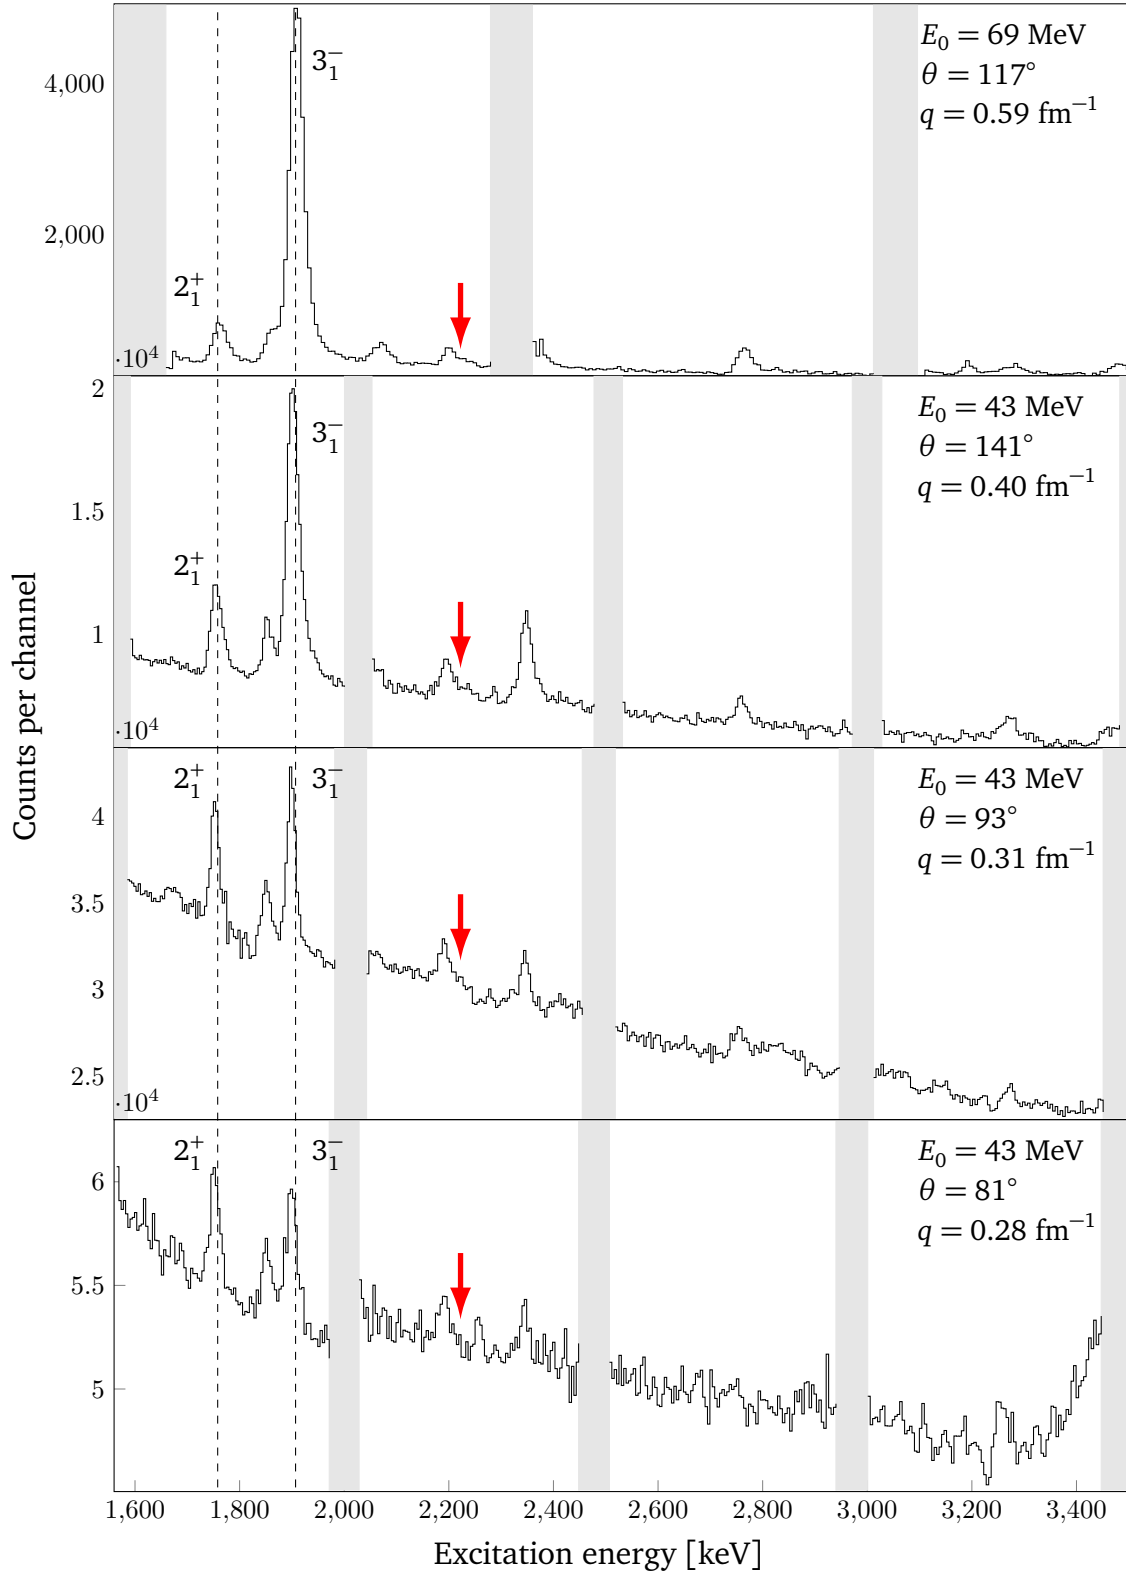 E₀ = 69 MeV
θ = 117°
q = 0.59 fm⁻¹
3₁⁻
2₁⁺
4,000
2,000
·10⁴
E₀ = 43 MeV
θ = 141°
q = 0.40 fm⁻¹
3₁⁻
2₁⁺
2
1.5
1
·10⁴
E₀ = 43 MeV
θ = 93°
q = 0.31 fm⁻¹
2₁⁺ 3₁⁻
4
3.5
3
2.5
·10⁴
E₀ = 43 MeV
θ = 81°
q = 0.28 fm⁻¹
2₁⁺ 3₁⁻
6
5.5
5
Counts per channel
1,600 1,800 2,000 2,200 2,400 2,600 2,800 3,000 3,200 3,400
Excitation energy [keV]